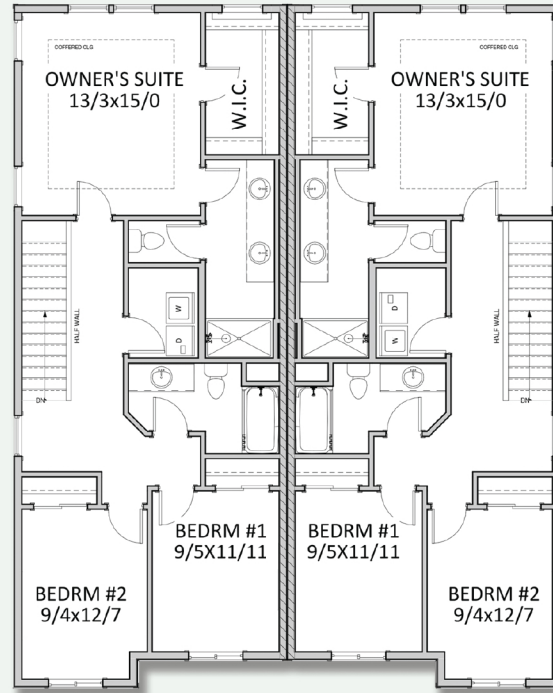 COFFERED CLG
OWNER'S SUITE
13/3x15/0
W.I.C.
W.I.C.
COFFERED CLG
OWNER'S SUITE
13/3x15/0
W
D
HALF WALL
DN
D
W
HALF WALL
DN
BEDRM #1
9/5X11/11
BEDRM #2
9/4x12/7
BEDRM #1
9/5X11/11
BEDRM #2
9/4x12/7